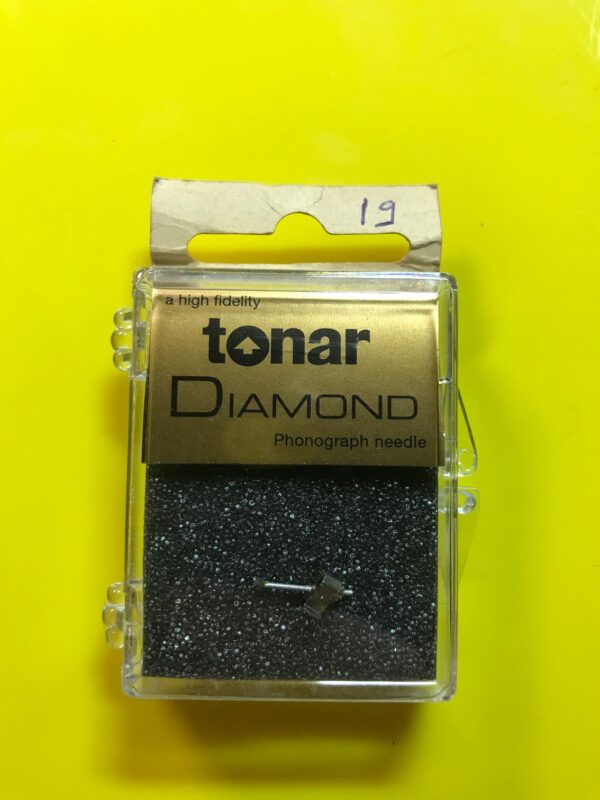 19
a high fidelity
tonar
DIAMOND
Phonograph needle